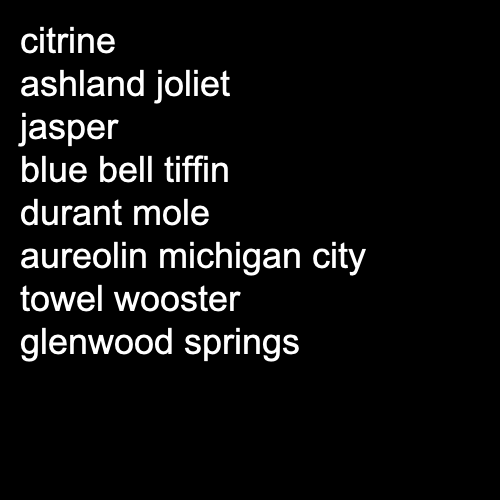 citrine
ashland joliet
jasper
blue bell tiffin
durant mole
aureolin michigan city
towel wooster
glenwood springs